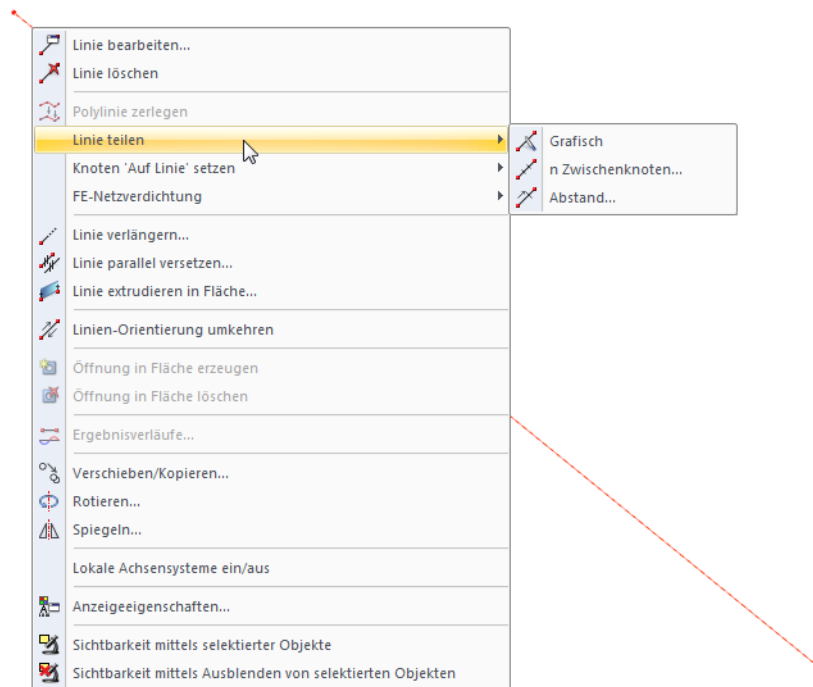 Linie bearbeiten...
Linie löschen
Polylinie zerlegen
Linie teilen
Grafisch
n Zwischenknoten...
Abstand...
Knoten 'Auf Linie' setzen
FE-Netzverdichtung
Linie verlängern...
Linie parallel versetzen...
Linie extrudieren in Fläche...
Linien-Orientierung umkehren
Öffnung in Fläche erzeugen
Öffnung in Fläche löschen
Ergebnisverläufe...
Verschieben/Kopieren...
Rotieren...
Spiegeln...
Lokale Achsensysteme ein/aus
Anzeigeeigenschaften...
Sichtbarkeit mittels selektierter Objekte
Sichtbarkeit mittels Ausblenden von selektierten Objekten